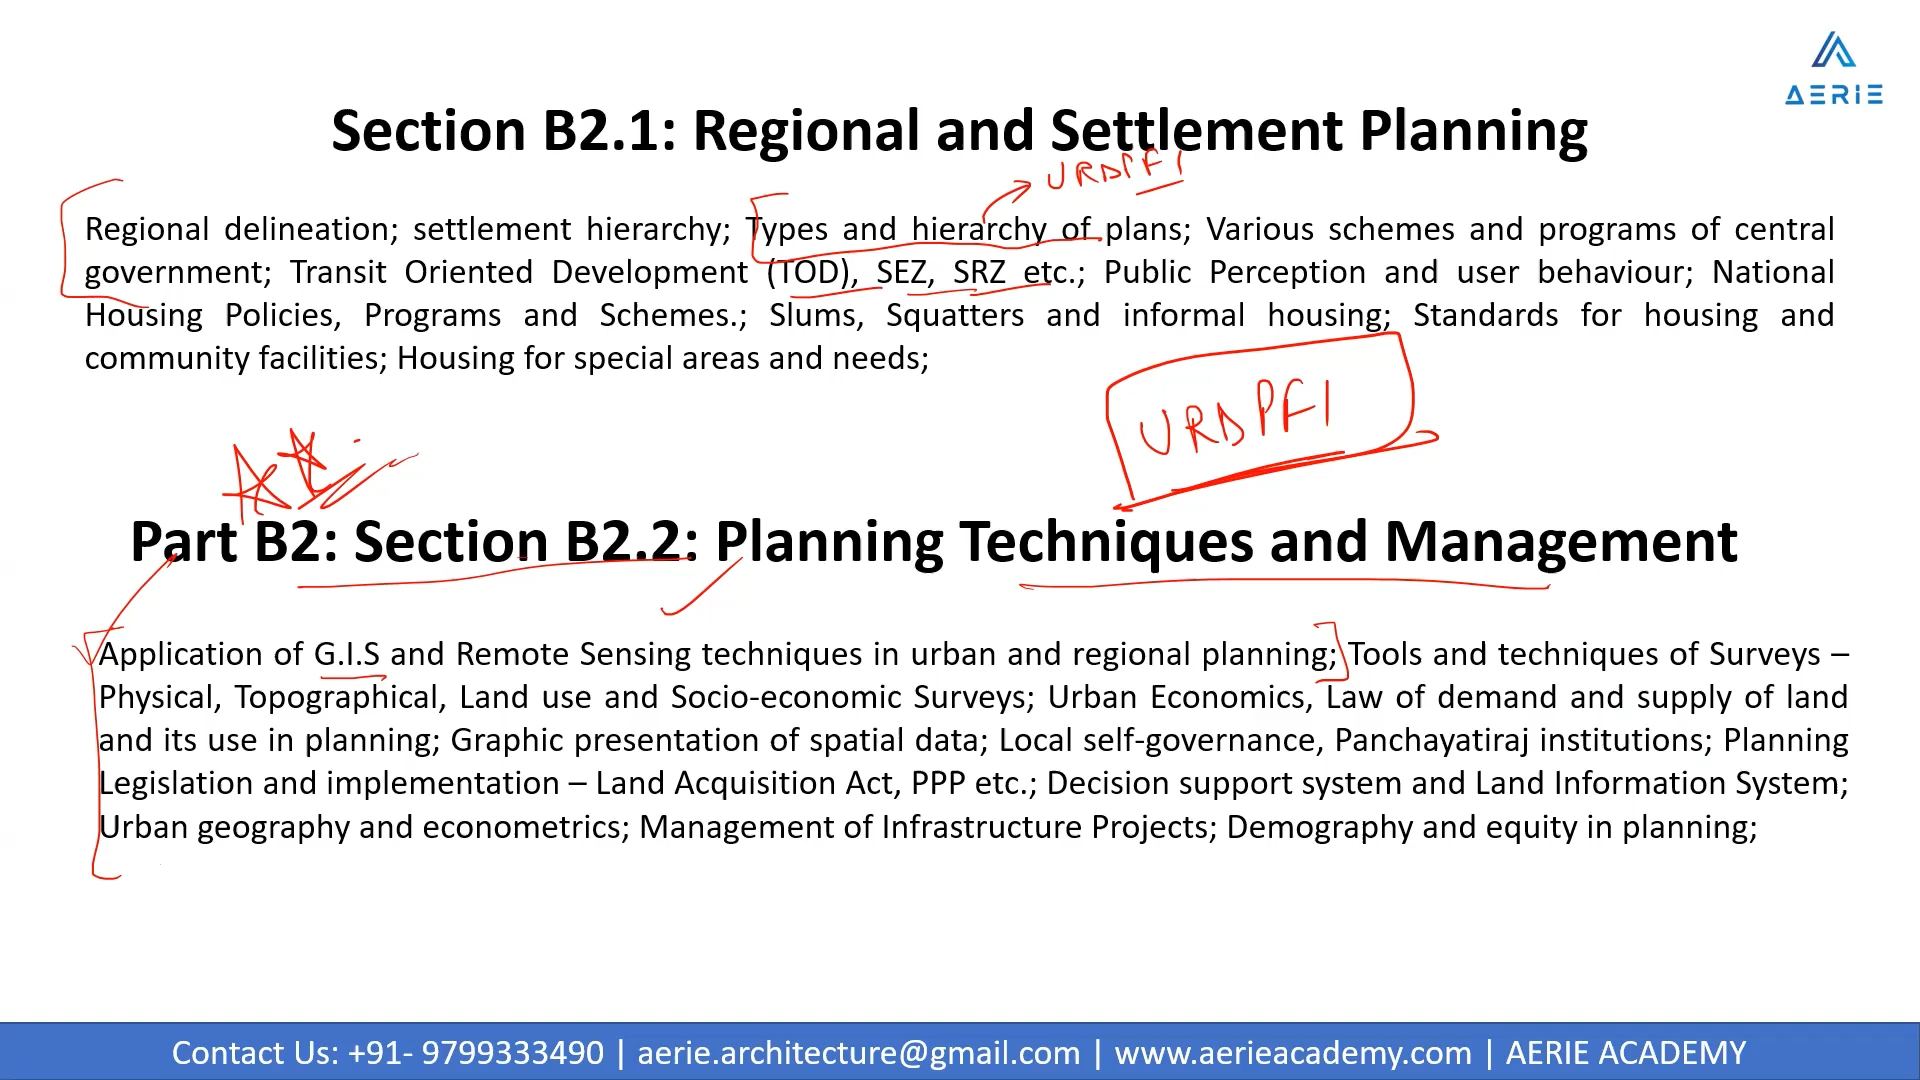 AERIE
Section B2.1: Regional and Settlement Planning
URDPFI
Regional delineation; settlement hierarchy; Types and hierarchy of plans; Various schemes and programs of central
government; Transit Oriented Development (TOD), SEZ, SRZ etc.; Public Perception and user behaviour; National
Housing Policies, Programs and Schemes.; Slums, Squatters and informal housing; Standards for housing and
community facilities; Housing for special areas and needs;
URDPFI
Part B2: Section B2.2: Planning Techniques and Management
Application of G.I.S and Remote Sensing techniques in urban and regional planning; Tools and techniques of Surveys –
Physical, Topographical, Land use and Socio-economic Surveys; Urban Economics, Law of demand and supply of land
and its use in planning; Graphic presentation of spatial data; Local self-governance, Panchayatiraj institutions; Planning
Legislation and implementation – Land Acquisition Act, PPP etc.; Decision support system and Land Information System;
Urban geography and econometrics; Management of Infrastructure Projects; Demography and equity in planning;
Contact Us: +91- 9799333490 | aerie.architecture@gmail.com | www.aerieacademy.com | AERIE ACADEMY